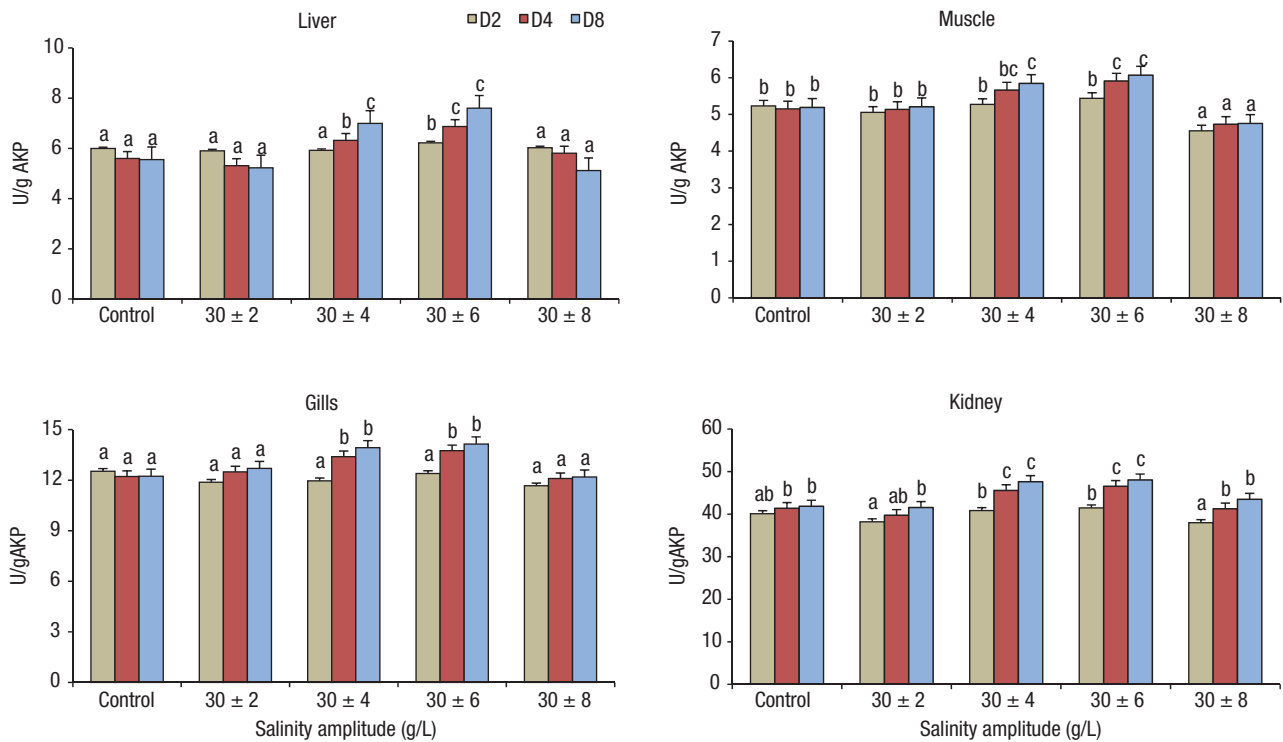 Liver
D2 D4 D8
U/g AKP
10
8
6
4
2
0
a a a a a a a b c b c c a a a
Control 30 ± 2 30 ± 4 30 ± 6 30 ± 8
Muscle
U/g AKP
7
6
5
4
3
2
1
0
b b b b b b b bc c b c c a a a
Control 30 ± 2 30 ± 4 30 ± 6 30 ± 8
Gills
U/gAKP
15
12
9
6
3
0
a a a a a a a b b a b b a a a
Control 30 ± 2 30 ± 4 30 ± 6 30 ± 8
Salinity amplitude (g/L)
Kidney
U/gAKP
60
50
40
30
20
10
0
ab b b a ab b b c c b c c a b b
Control 30 ± 2 30 ± 4 30 ± 6 30 ± 8
Salinity amplitude (g/L)